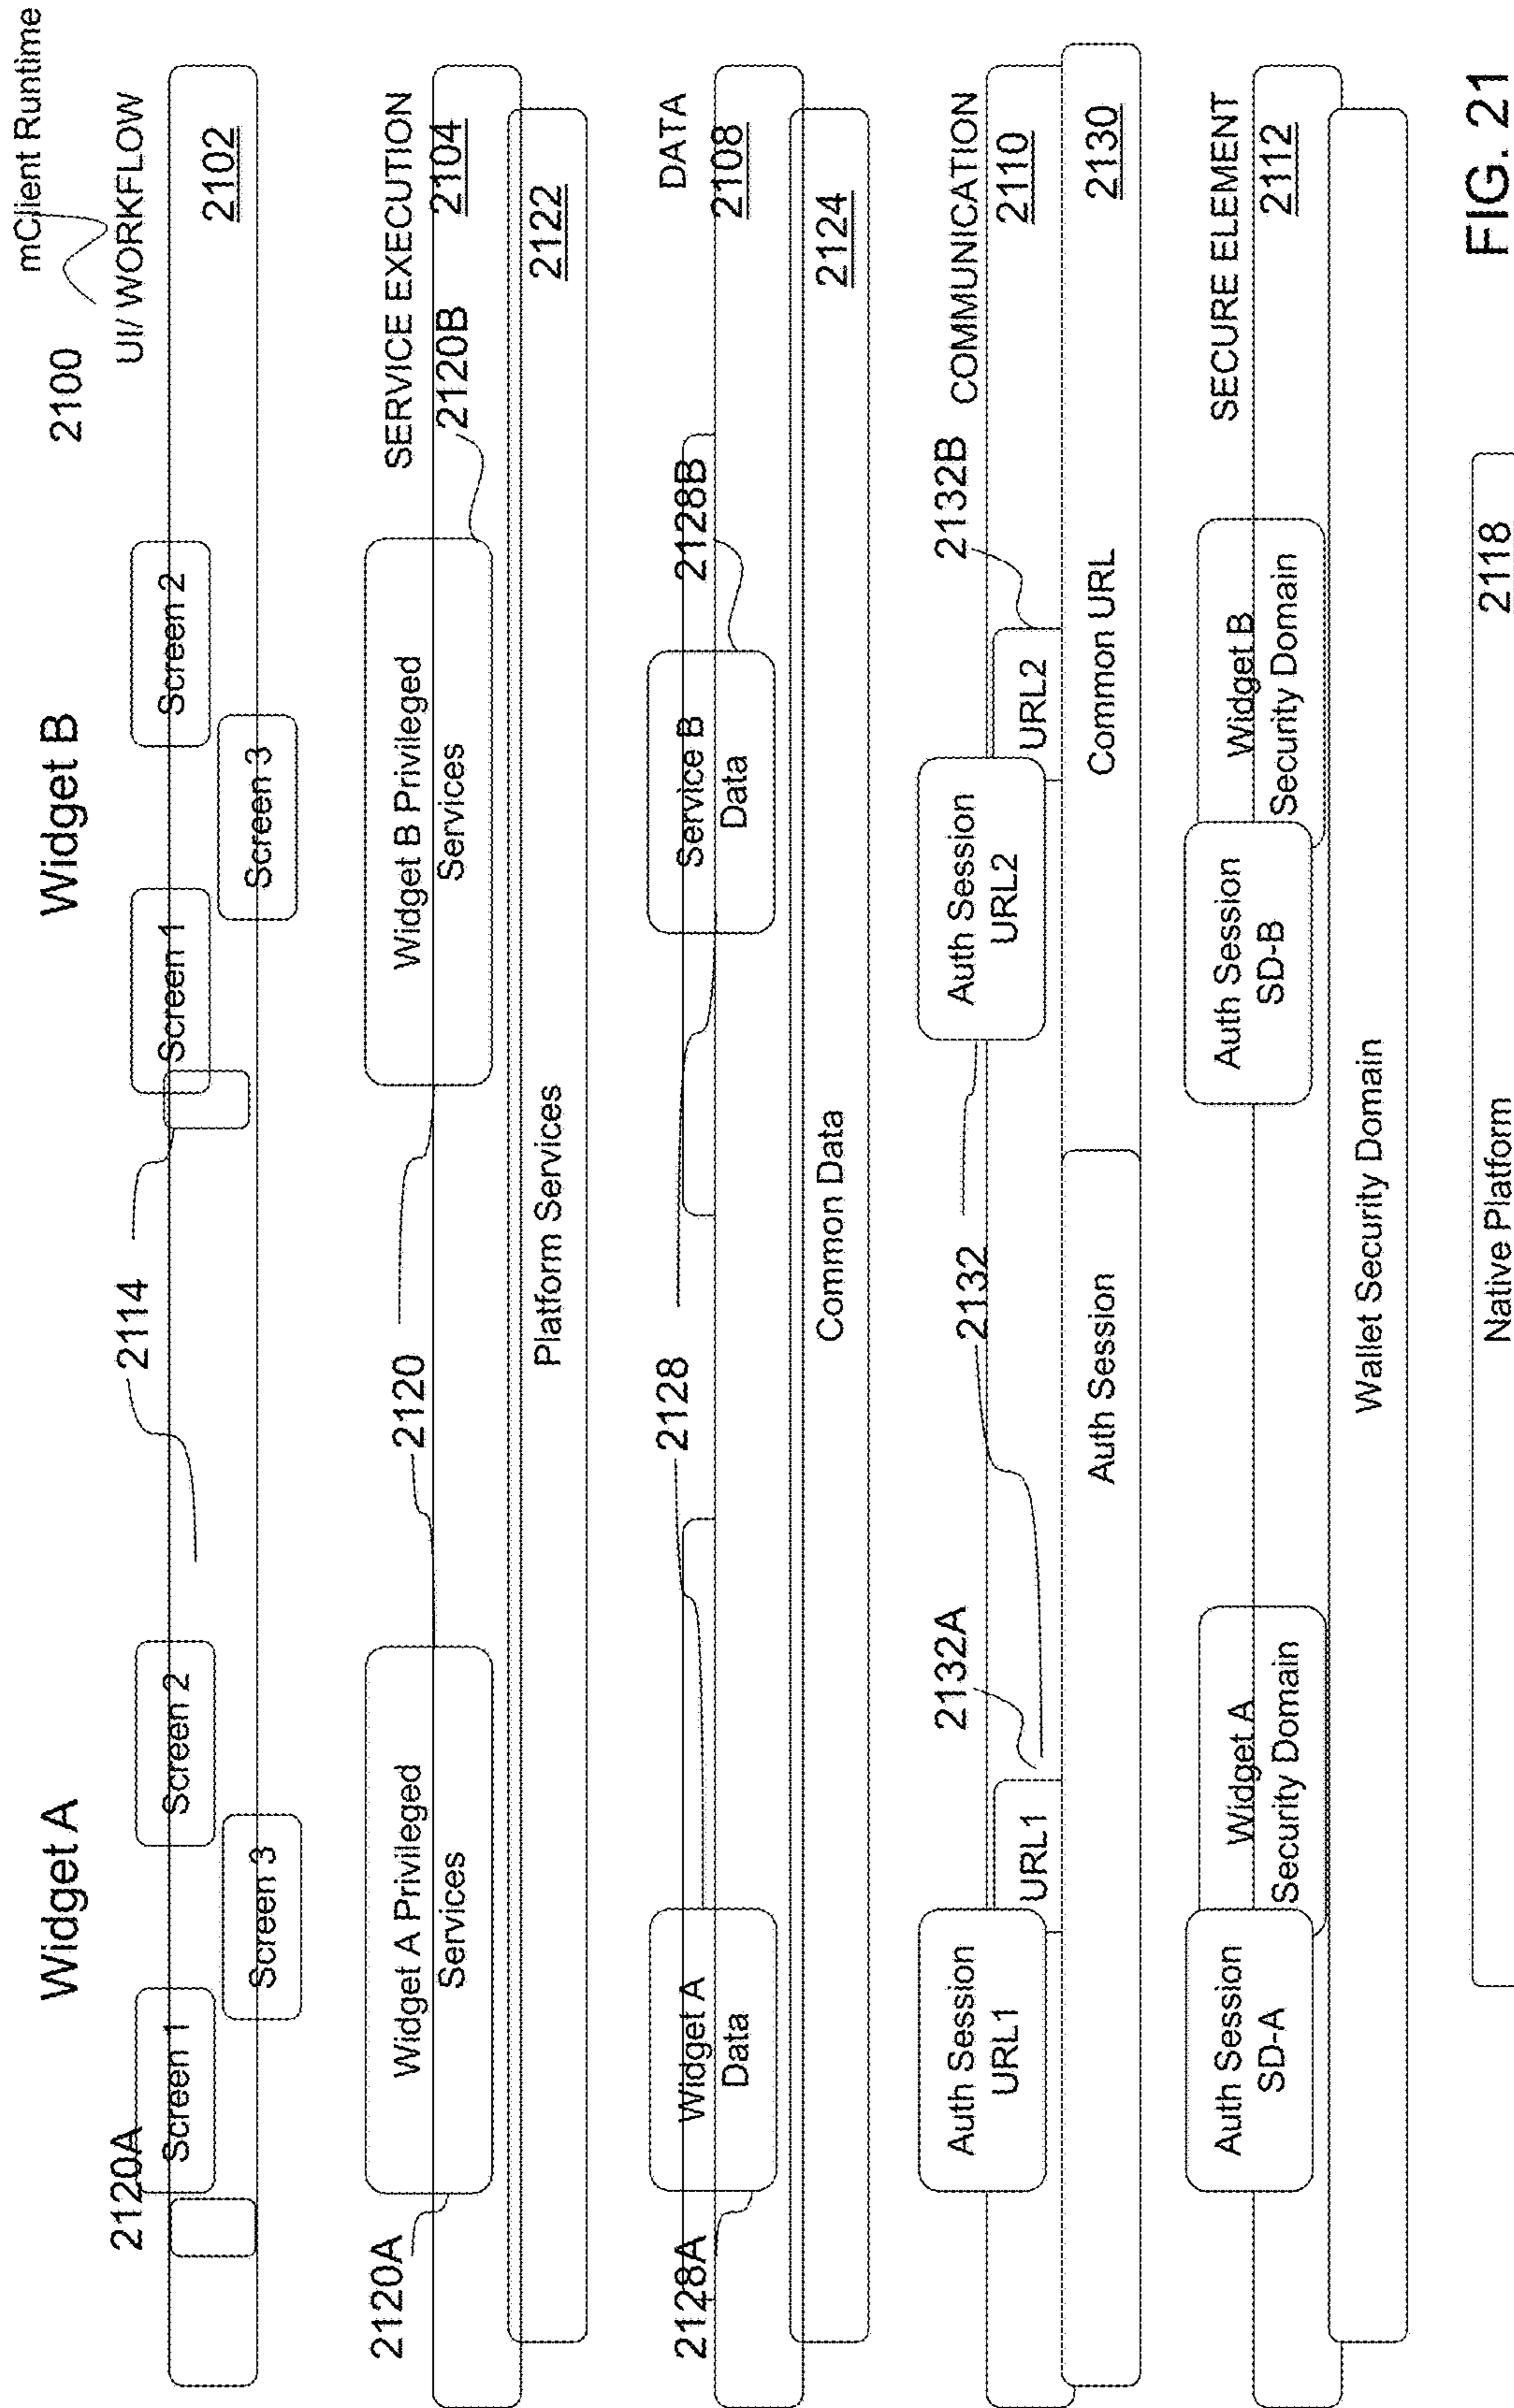 mClient Runtime
2100
Widget A
Widget B
UI/ WORKFLOW
2102
2120A
Screen 1
Screen 2
Screen 3
2114
Screen 1
Screen 2
Screen 3
SERVICE EXECUTION
2104
2120A
Widget A Privileged
Services
2120
Widget B Privileged
Services
2120B
Platform Services
2122
DATA
2108
2128A
Widget A
Data
2128
Service B
Data
2128B
Common Data
2124
COMMUNICATION
2110
Auth Session
URL1
URL1
2132A
2132
Auth Session
URL2
URL2
2132B
Auth Session
Common URL
2130
SECURE ELEMENT
2112
Auth Session
SD-A
Widget A
Security Domain
Auth Session
SD-B
Widget B
Security Domain
Wallet Security Domain
Native Platform
2118
FIG. 21